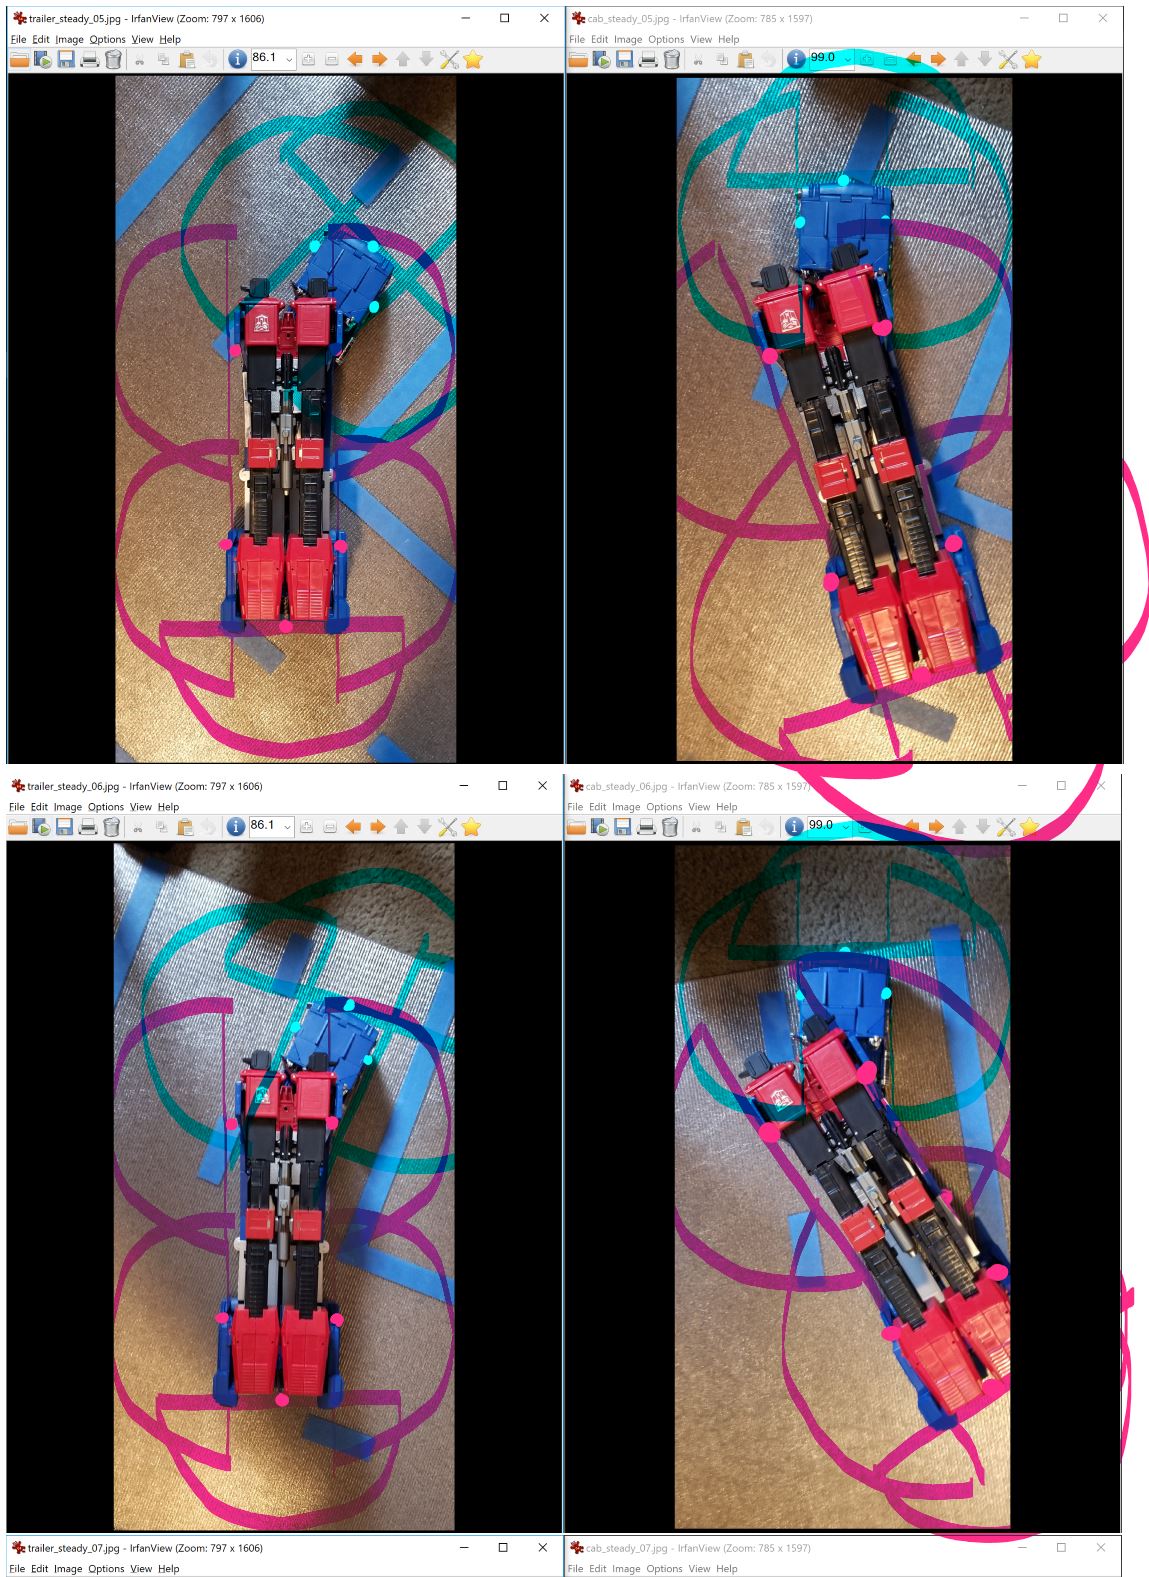 trailer_steady_05.jpg - IrfanView (Zoom: 797 x 1606)
cab_steady_05.jpg - IrfanView (Zoom: 785 x 1597)
File Edit Image Options View Help
File Edit Image Options View Help
86.1
99.0
trailer_steady_06.jpg - IrfanView (Zoom: 797 x 1606)
cab_steady_06.jpg - IrfanView (Zoom: 785 x 1597)
File Edit Image Options View Help
File Edit Image Options View Help
86.1
99.0
trailer_steady_07.jpg - IrfanView (Zoom: 797 x 1606)
cab_steady_07.jpg - IrfanView (Zoom: 785 x 1597)
File Edit Image Options View Help
File Edit Image Options View Help